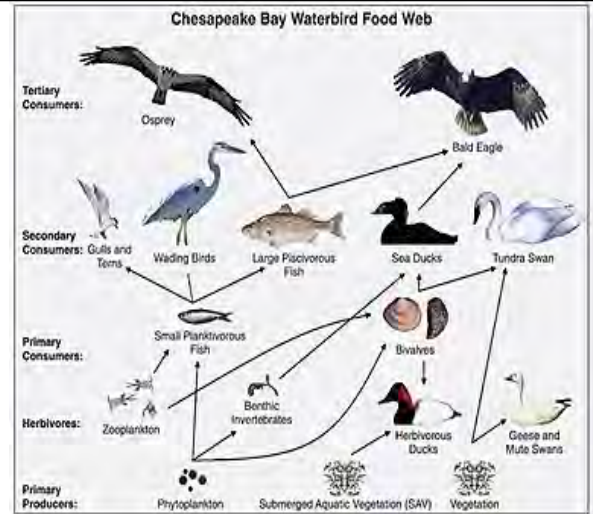 Chesapeake Bay Waterbird Food Web
Tertiary
Consumers:
Osprey
Bald Eagle
Secondary
Consumers:
Gulls and
Terns
Wading Birds
Large Piscivorous
Fish
Sea Ducks
Tundra Swan
Primary
Consumers:
Small Planktivorous
Fish
Bivalves
Herbivores:
Zooplankton
Benthic
Invertebrates
Herbivorous
Ducks
Geese and
Mute Swans
Primary
Producers:
Phytoplankton
Submerged Aquatic Vegetation (SAV)
Vegetation